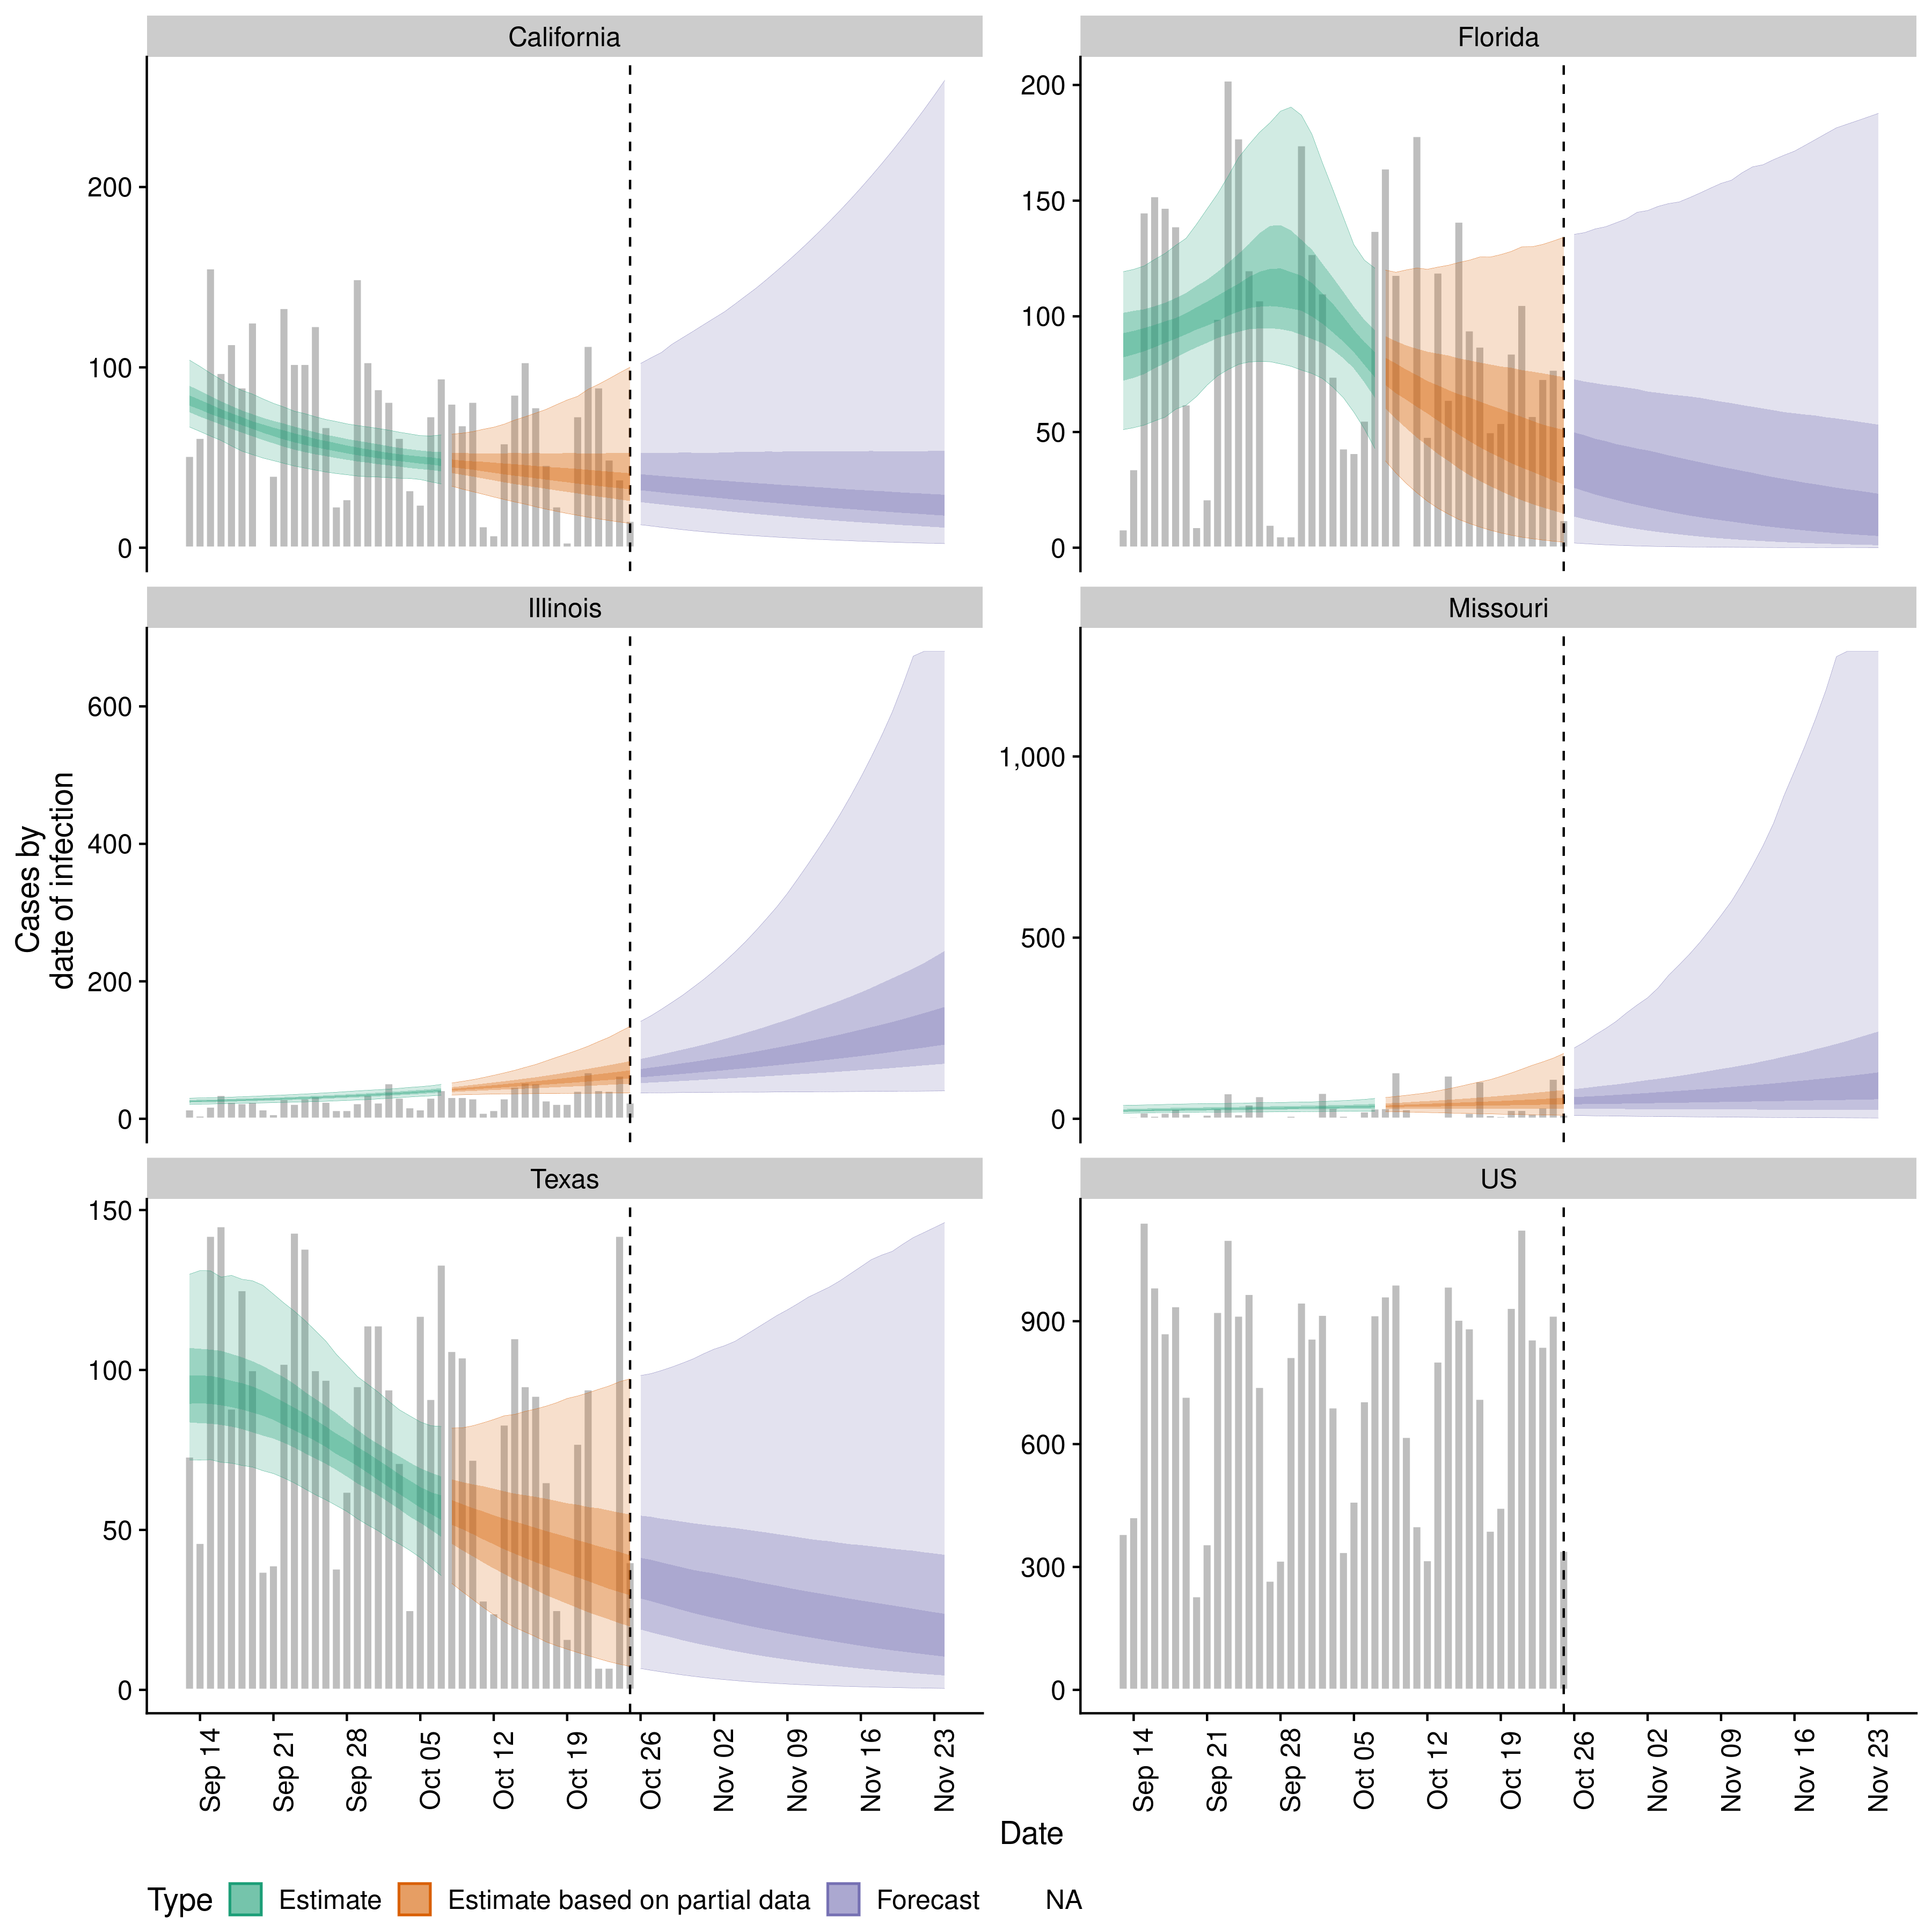 California
Florida
200
100
0
200
150
100
50
0
Illinois
Missouri
Cases by
date of infection
600
400
200
0
1,000
500
0
Texas
US
150
100
50
0
900
600
300
0
Sep 14
Sep 21
Sep 28
Oct 05
Oct 12
Oct 19
Oct 26
Nov 02
Nov 09
Nov 16
Nov 23
Sep 14
Sep 21
Sep 28
Oct 05
Oct 12
Oct 19
Oct 26
Nov 02
Nov 09
Nov 16
Nov 23
Date
Type Estimate Estimate based on partial data Forecast NA